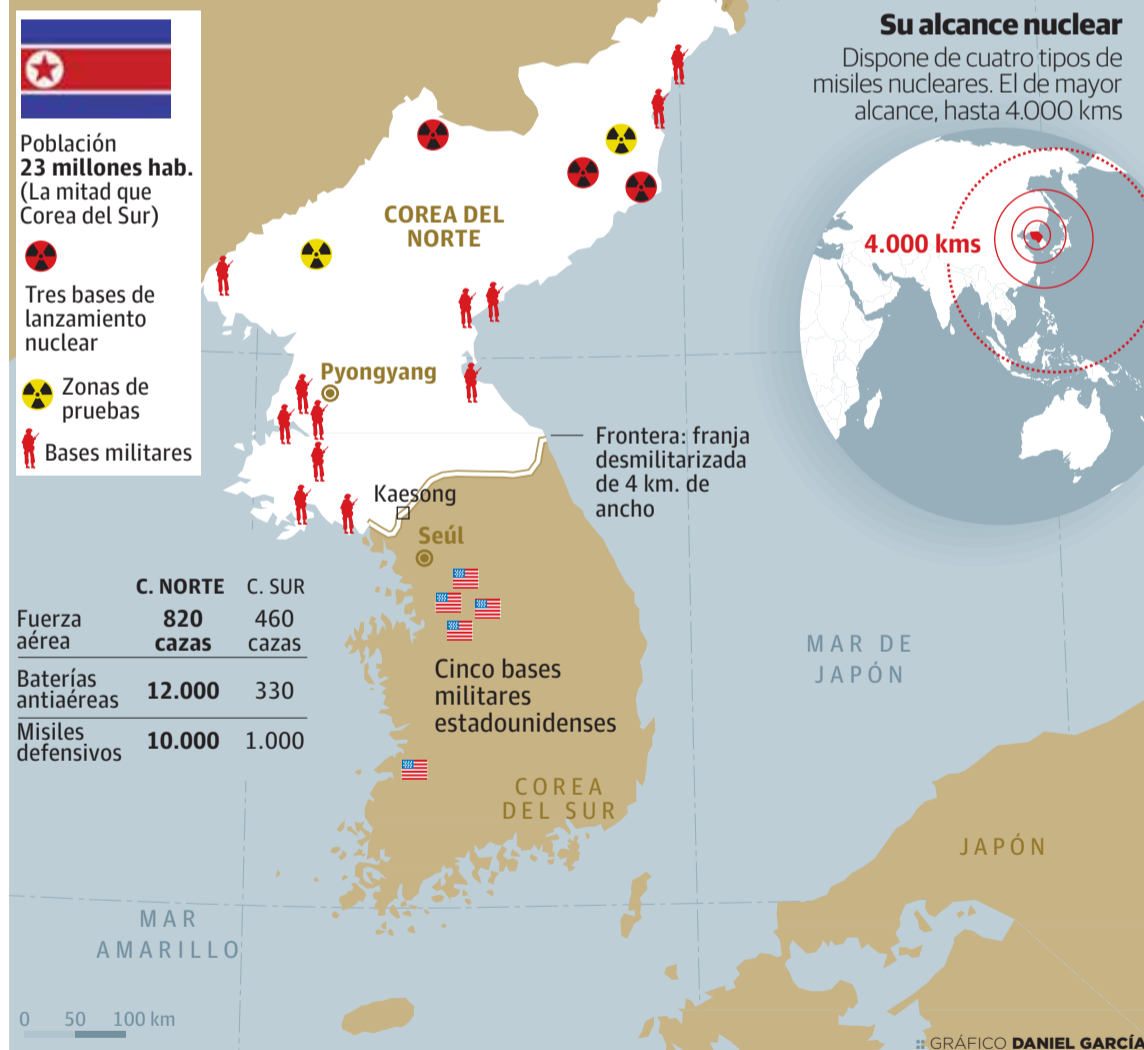 Población
23 millones hab.
(La mitad que
Corea del Sur)
Tres bases de
lanzamiento
nuclear
Zonas de
pruebas
Bases militares
Su alcance nuclear
Dispone de cuatro tipos de
misiles nucleares. El de mayor
alcance, hasta 4.000 kms
4.000 kms
COREA DEL
NORTE
Pyongyang
Frontera: franja
desmilitarizada
de 4 km. de
ancho
Kaesong
Seúl
C. NORTE C. SUR
Fuerza
aérea
820
cazas
460
cazas
Baterías
antiaéreas
12.000 330
Misiles
defensivos
10.000 1.000
Cinco bases
militares
estadounidenses
MAR DE
JAPÓN
COREA
DEL SUR
JAPÓN
MAR
AMARILLO
0 50 100 km
GRÁFICO DANIEL GARCÍA